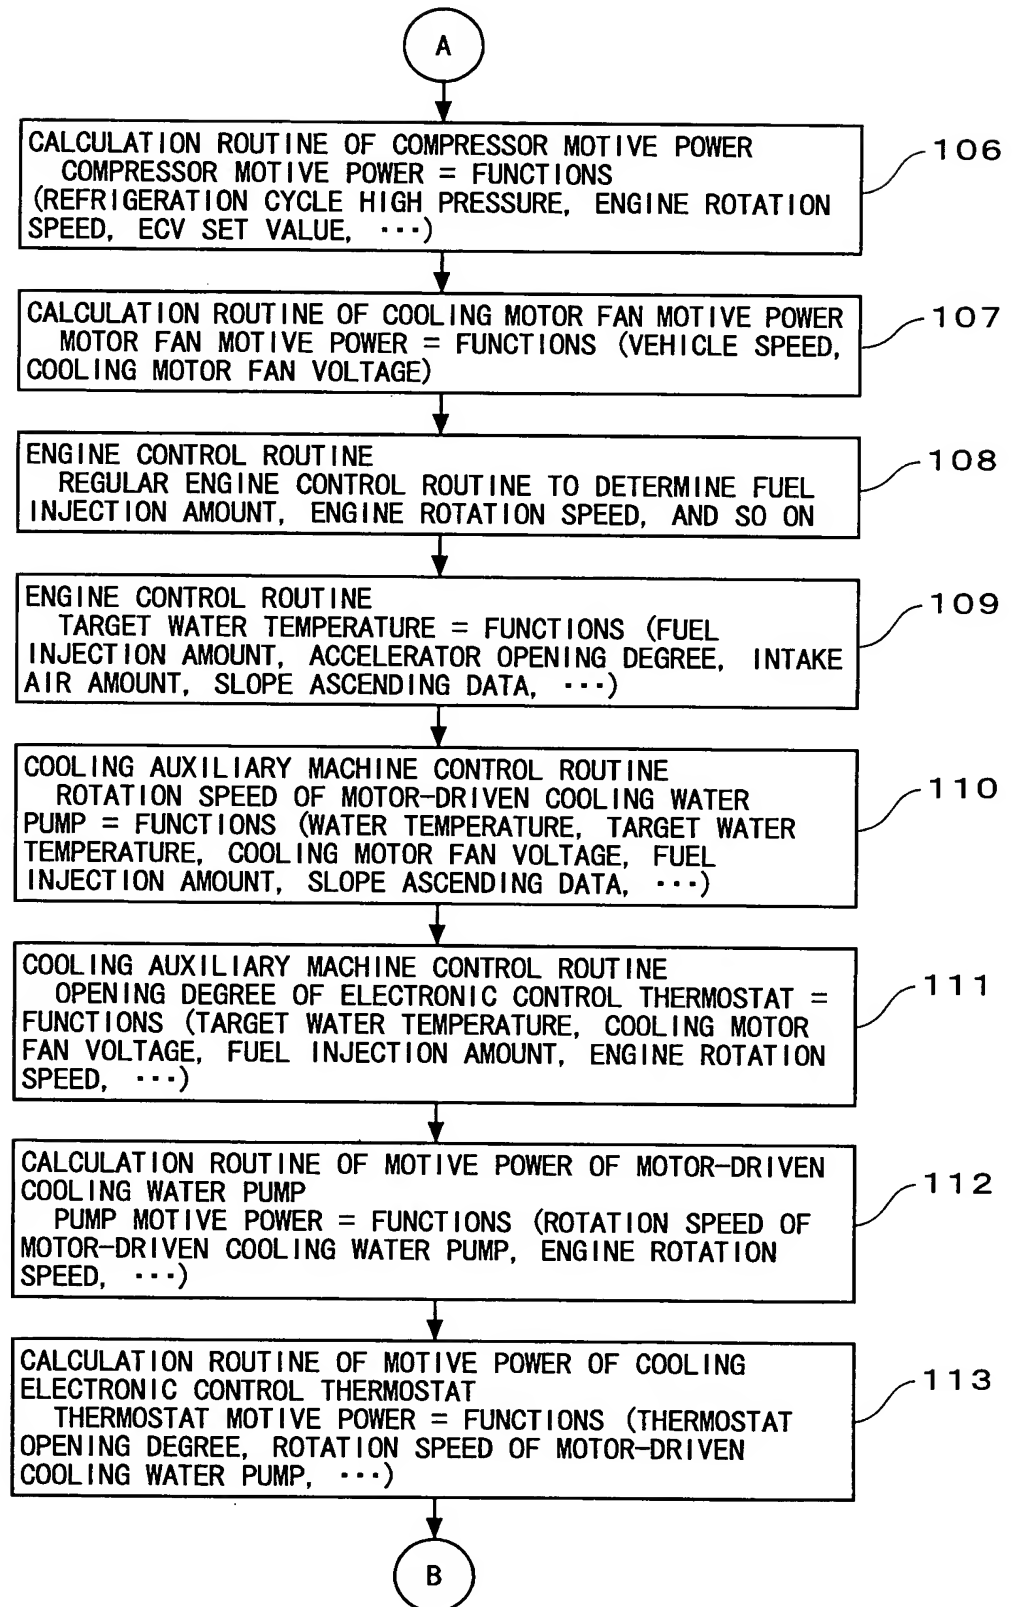 A
CALCULATION ROUTINE OF COMPRESSOR MOTIVE POWER
COMPRESSOR MOTIVE POWER = FUNCTIONS
(REFRIGERATION CYCLE HIGH PRESSURE, ENGINE ROTATION
SPEED, ECV SET VALUE, ···)
106
CALCULATION ROUTINE OF COOLING MOTOR FAN MOTIVE POWER
MOTOR FAN MOTIVE POWER = FUNCTIONS (VEHICLE SPEED,
COOLING MOTOR FAN VOLTAGE)
107
ENGINE CONTROL ROUTINE
REGULAR ENGINE CONTROL ROUTINE TO DETERMINE FUEL
INJECTION AMOUNT, ENGINE ROTATION SPEED, AND SO ON
108
ENGINE CONTROL ROUTINE
TARGET WATER TEMPERATURE = FUNCTIONS (FUEL
INJECTION AMOUNT, ACCELERATOR OPENING DEGREE, INTAKE
AIR AMOUNT, SLOPE ASCENDING DATA, ···)
109
COOLING AUXILIARY MACHINE CONTROL ROUTINE
ROTATION SPEED OF MOTOR-DRIVEN COOLING WATER
PUMP = FUNCTIONS (WATER TEMPERATURE, TARGET WATER
TEMPERATURE, COOLING MOTOR FAN VOLTAGE, FUEL
INJECTION AMOUNT, SLOPE ASCENDING DATA, ···)
110
COOLING AUXILIARY MACHINE CONTROL ROUTINE
OPENING DEGREE OF ELECTRONIC CONTROL THERMOSTAT =
FUNCTIONS (TARGET WATER TEMPERATURE, COOLING MOTOR
FAN VOLTAGE, FUEL INJECTION AMOUNT, ENGINE ROTATION
SPEED, ···)
111
CALCULATION ROUTINE OF MOTIVE POWER OF MOTOR-DRIVEN
COOLING WATER PUMP
PUMP MOTIVE POWER = FUNCTIONS (ROTATION SPEED OF
MOTOR-DRIVEN COOLING WATER PUMP, ENGINE ROTATION
SPEED, ···)
112
CALCULATION ROUTINE OF MOTIVE POWER OF COOLING
ELECTRONIC CONTROL THERMOSTAT
THERMOSTAT MOTIVE POWER = FUNCTIONS (THERMOSTAT
OPENING DEGREE, ROTATION SPEED OF MOTOR-DRIVEN
COOLING WATER PUMP, ···)
113
B